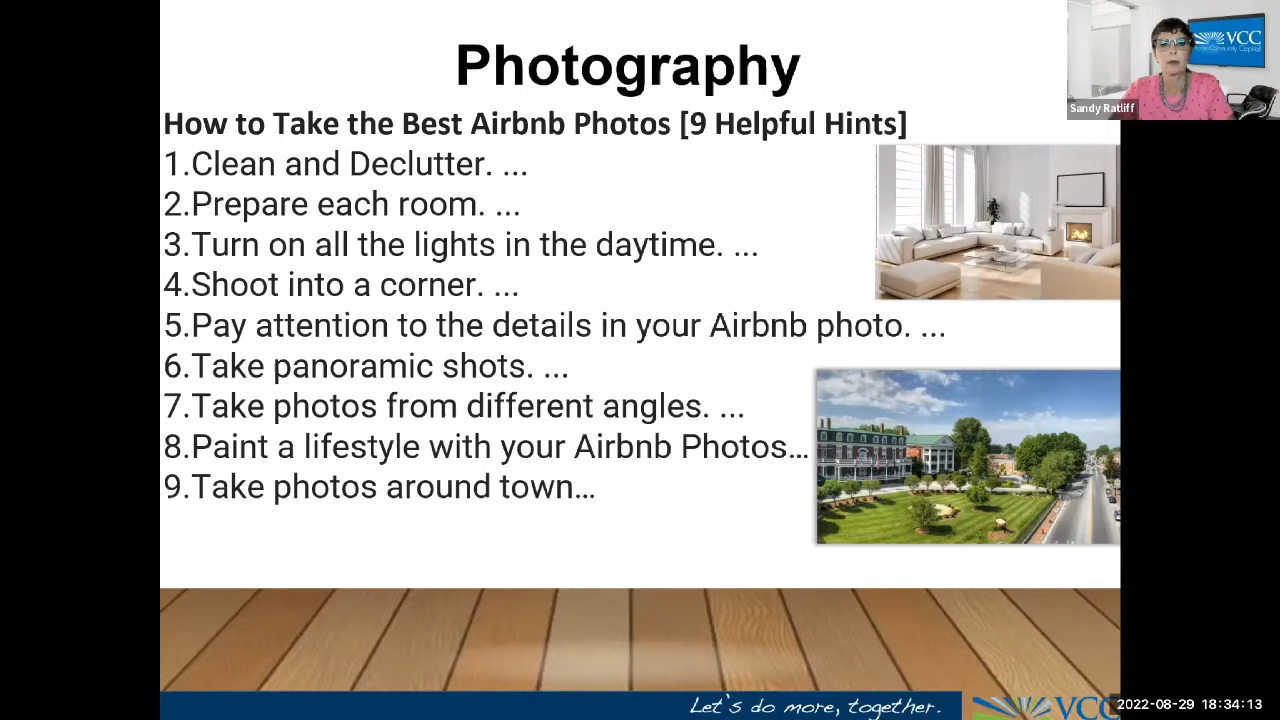 Photography
How to Take the Best Airbnb Photos [9 Helpful Hints]
1.Clean and Declutter. ...
2.Prepare each room. ...
3.Turn on all the lights in the daytime. ...
4.Shoot into a corner. ...
5.Pay attention to the details in your Airbnb photo. ...
6.Take panoramic shots. ...
7.Take photos from different angles. ...
8.Paint a lifestyle with your Airbnb Photos...
9.Take photos around town...
VCC
Community Capital
Sandy Ratliff
Let's do more, together.
VCC
2022-08-29 18:34:13